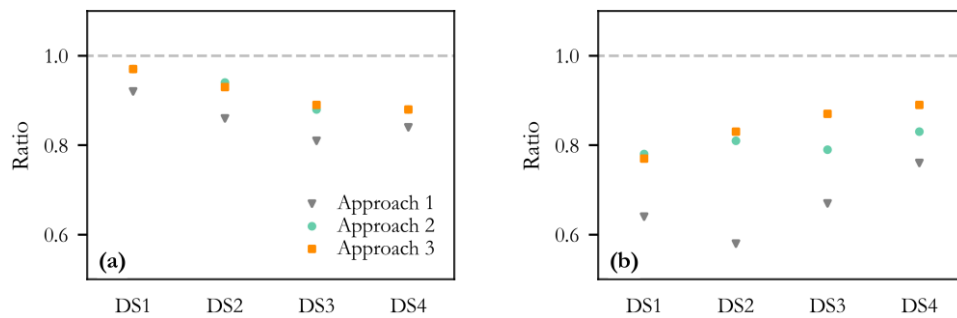 1.0
0.8
0.6
Ratio
(a)
Approach 1
Approach 2
Approach 3
DS1 DS2 DS3 DS4
1.0
0.8
0.6
Ratio
(b)
DS1 DS2 DS3 DS4